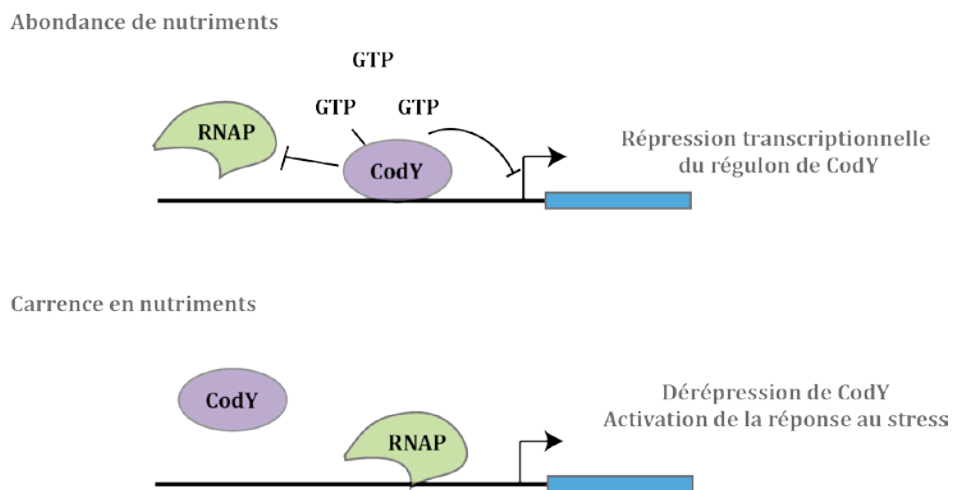 Abondance de nutriments
GTP
GTP GTP
RNAP
CodY
Répression transcriptionnelle
du régulon de CodY
Carrence en nutriments
CodY
RNAP
Dérépression de CodY
Activation de la réponse au stress